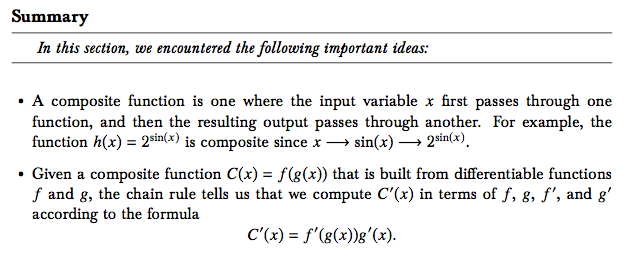 Summary
In this section, we encountered the following important ideas:
• A composite function is one where the input variable x first passes through one
function, and then the resulting output passes through another. For example, the
function h(x) = 2^sin(x) is composite since x ⟶ sin(x) ⟶ 2^sin(x).
• Given a composite function C(x) = f(g(x)) that is built from differentiable functions
f and g, the chain rule tells us that we compute C′(x) in terms of f, g, f′, and g′
according to the formula
C′(x) = f′(g(x))g′(x).